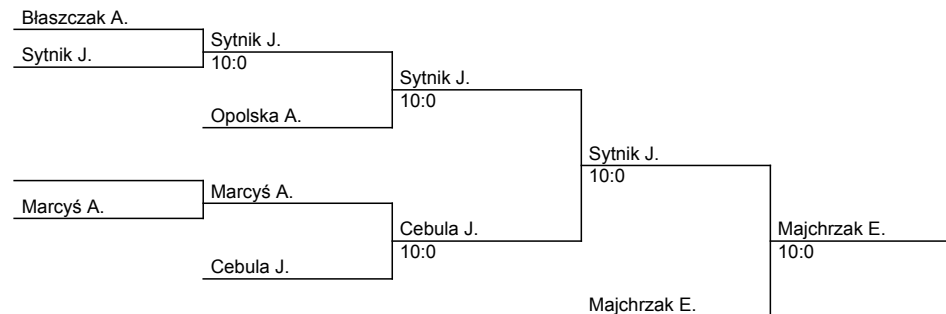 Błaszczak A.
Sytnik J.
Sytnik J.
10:0
Sytnik J.
10:0
Opolska A.
Sytnik J.
10:0
Marcyś A.
Marcyś A.
Cebula J.
10:0
Cebula J.
Majchrzak E.
10:0
Majchrzak E.